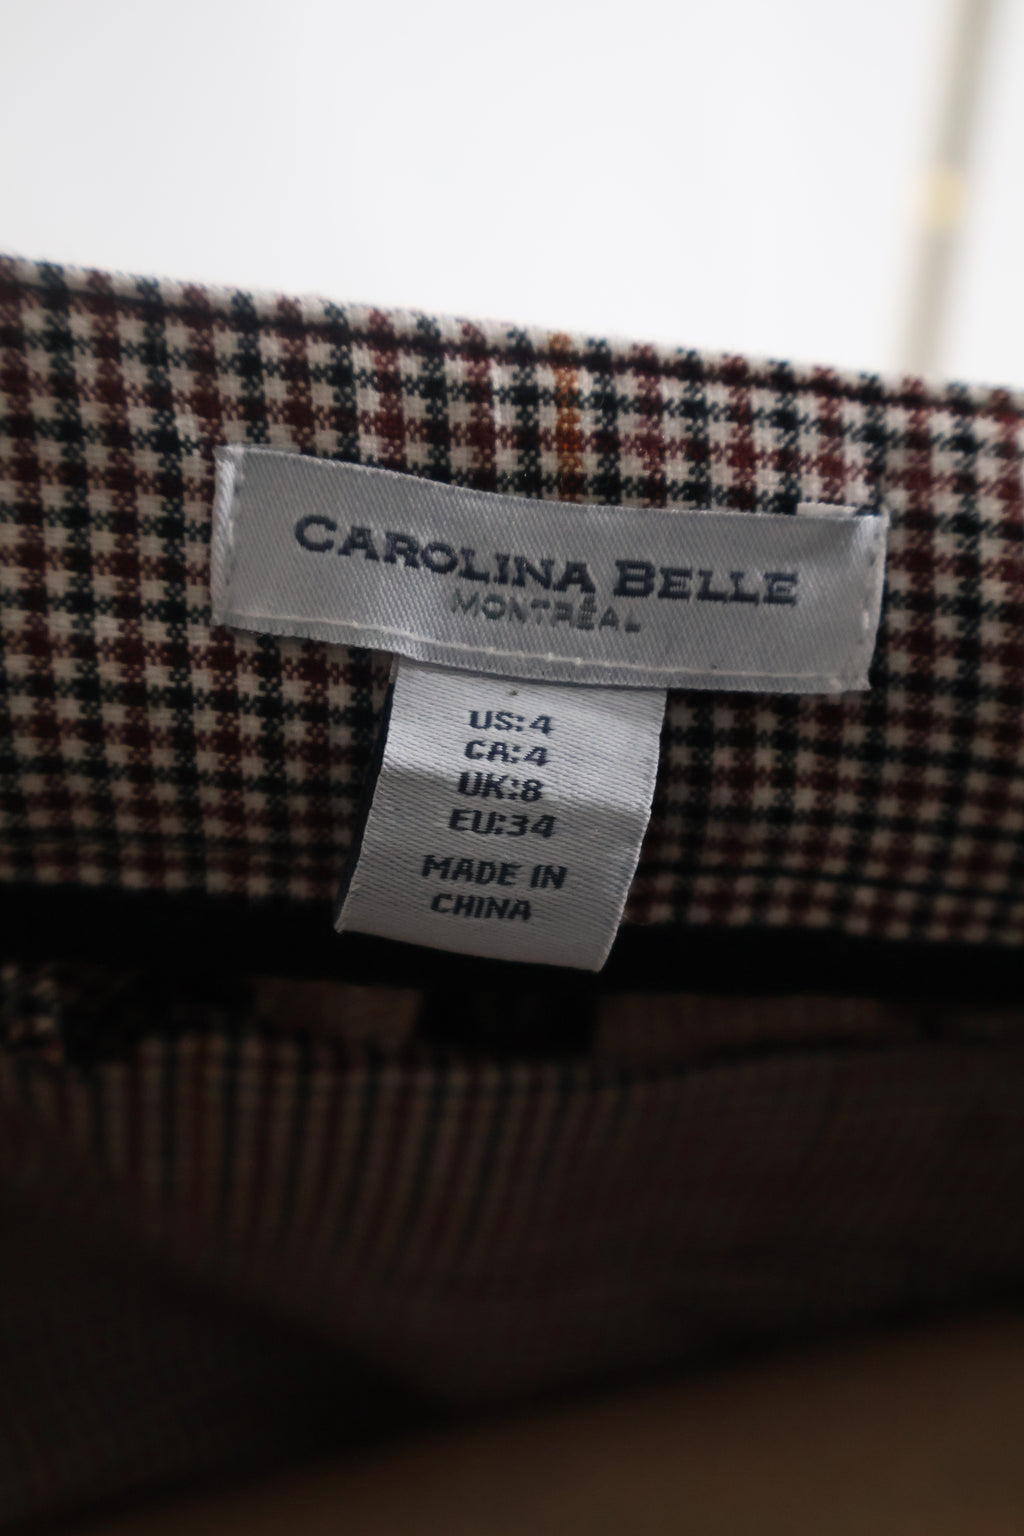 CAROLINA BELLE
MONTRÉAL
US:4
CA:4
UK:8
EU:34
MADE IN
CHINA